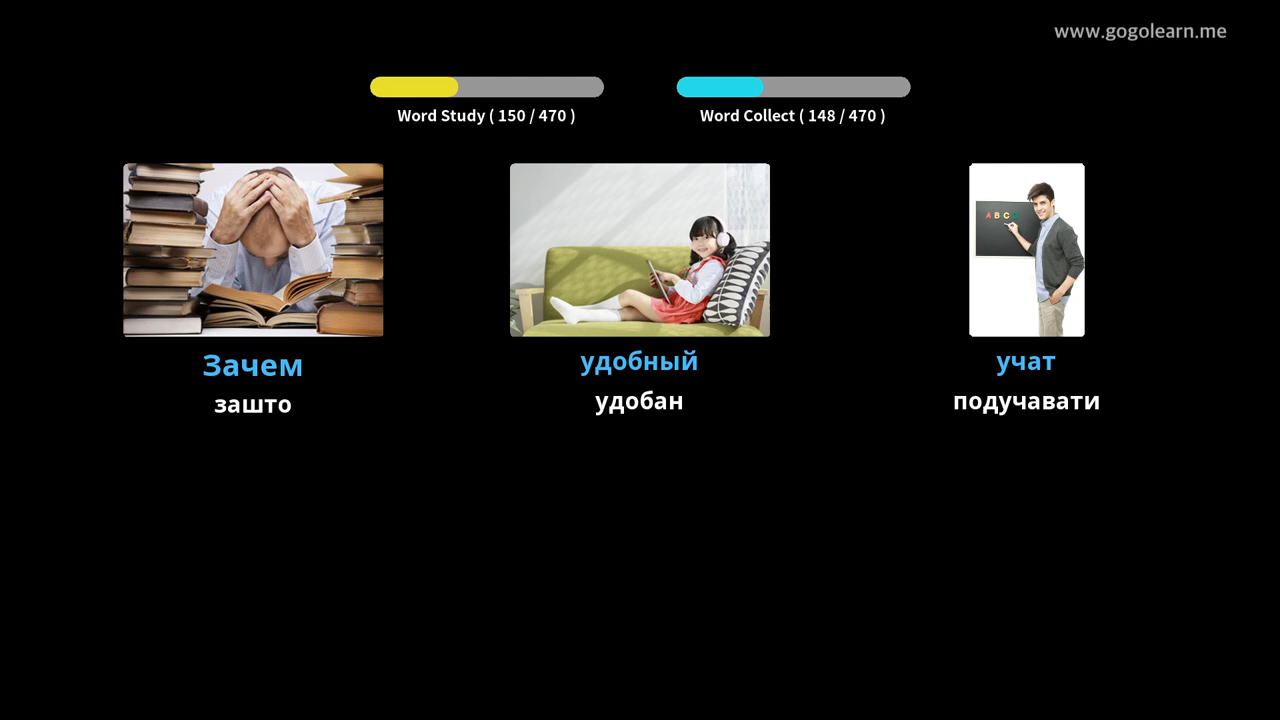 www.gogolearn.me
Word Study ( 150 / 470 )
Word Collect ( 148 / 470 )
A B C
Зачем
зашто
удобный
удобан
учат
подучавати